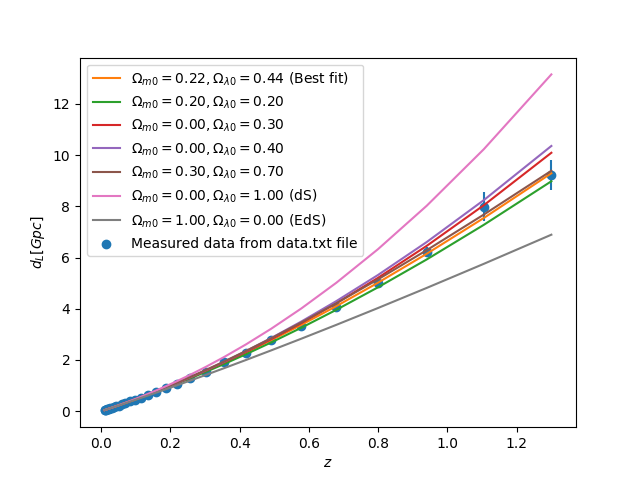 Ωm0 = 0.22, Ωλ0 = 0.44 (Best fit)
Ωm0 = 0.20, Ωλ0 = 0.20
Ωm0 = 0.00, Ωλ0 = 0.30
Ωm0 = 0.00, Ωλ0 = 0.40
Ωm0 = 0.30, Ωλ0 = 0.70
Ωm0 = 0.00, Ωλ0 = 1.00 (dS)
Ωm0 = 1.00, Ωλ0 = 0.00 (EdS)
Measured data from data.txt file
dL[Gpc]
12
10
8
6
4
2
0
0.0 0.2 0.4 0.6 0.8 1.0 1.2
z